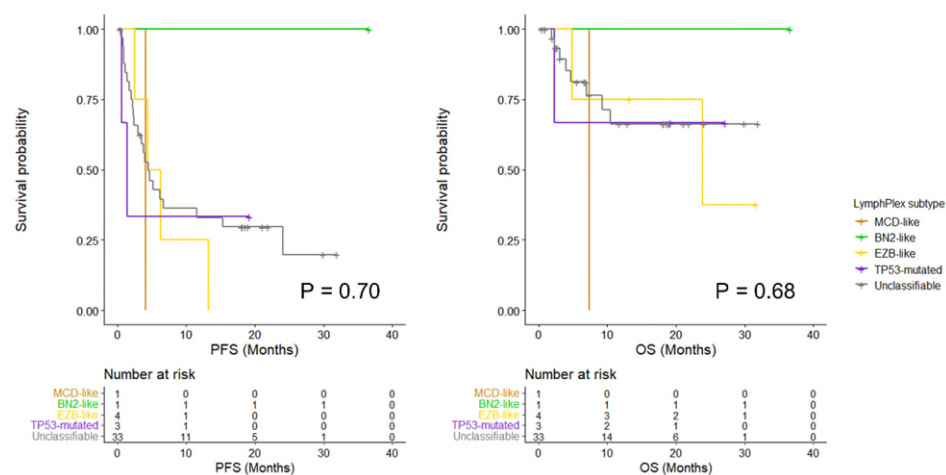 Survival probability
1.00
0.75
0.50
0.25
0.00
P = 0.70
0 10 20 30 40
PFS (Months)
Number at risk
MCD-like 1 0 0 0 0
BN2-like 1 1 1 1 0
EZB-like 4 1 0 0 0
TP53-mutated 3 1 0 0 0
Unclassifiable 33 11 5 1 0
0 10 20 30 40
PFS (Months)
Survival probability
1.00
0.75
0.50
0.25
0.00
P = 0.68
0 10 20 30 40
OS (Months)
Number at risk
MCD-like 1 0 0 0 0
BN2-like 1 1 1 1 0
EZB-like 4 3 2 1 0
TP53-mutated 3 2 1 0 0
Unclassifiable 33 14 6 1 0
0 10 20 30 40
OS (Months)
LymphPlex subtype
MCD-like
BN2-like
EZB-like
TP53-mutated
Unclassifiable